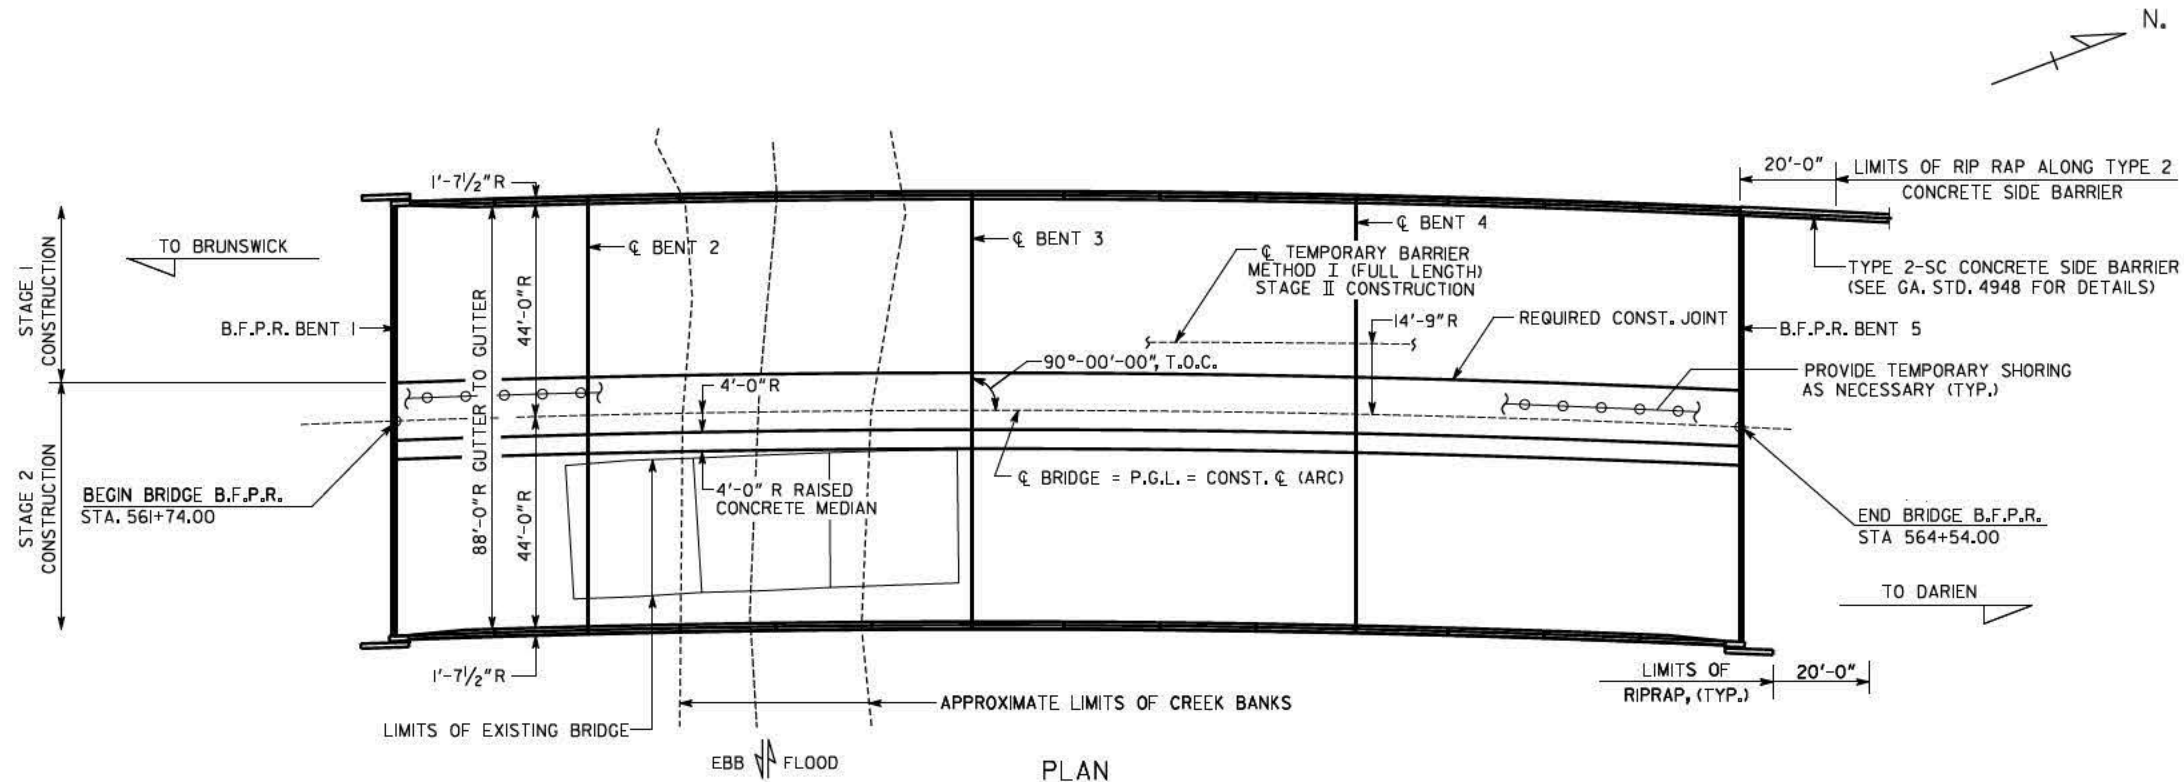 N.
20'-0"
LIMITS OF RIP RAP ALONG TYPE 2
CONCRETE SIDE BARRIER
1'-7 1/2" R
TO BRUNSWICK
℄ BENT 2
℄ BENT 3
℄ BENT 4
℄ TEMPORARY BARRIER
METHOD I (FULL LENGTH)
STAGE II CONSTRUCTION
TYPE 2-SC CONCRETE SIDE BARRIER
(SEE GA. STD. 4948 FOR DETAILS)
STAGE 1
CONSTRUCTION
B.F.P.R. BENT 1
88'-0"R GUTTER TO GUTTER
44'-0"R
14'-9"R
REQUIRED CONST. JOINT
B.F.P.R. BENT 5
90°-00'-00", T.O.C.
PROVIDE TEMPORARY SHORING
AS NECESSARY (TYP.)
4'-0"R
STAGE 2
CONSTRUCTION
BEGIN BRIDGE B.F.P.R.
STA. 561+74.00
44'-0"R
4'-0" R RAISED
CONCRETE MEDIAN
℄ BRIDGE = P.G.L. = CONST. ℄ (ARC)
END BRIDGE B.F.P.R.
STA 564+54.00
TO DARIEN
1'-7 1/2" R
LIMITS OF
RIPRAP, (TYP.)
20'-0"
LIMITS OF EXISTING BRIDGE
APPROXIMATE LIMITS OF CREEK BANKS
EBB
FLOOD
PLAN